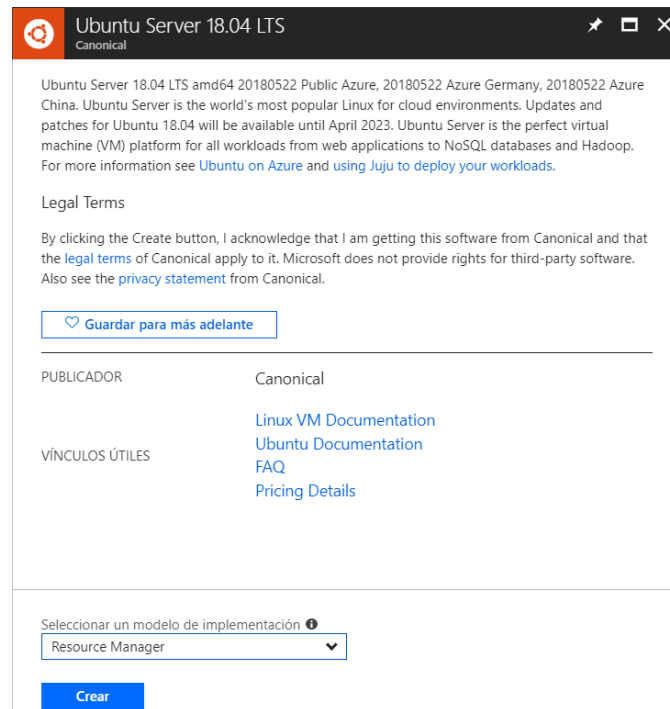 Ubuntu Server 18.04 LTS
Canonical
Ubuntu Server 18.04 LTS amd64 20180522 Public Azure, 20180522 Azure Germany, 20180522 Azure
China. Ubuntu Server is the world's most popular Linux for cloud environments. Updates and
patches for Ubuntu 18.04 will be available until April 2023. Ubuntu Server is the perfect virtual
machine (VM) platform for all workloads from web applications to NoSQL databases and Hadoop.
For more information see Ubuntu on Azure and using Juju to deploy your workloads.
Legal Terms
By clicking the Create button, I acknowledge that I am getting this software from Canonical and that
the legal terms of Canonical apply to it. Microsoft does not provide rights for third-party software.
Also see the privacy statement from Canonical.
Guardar para más adelante
PUBLICADOR
Canonical
VÍNCULOS ÚTILES
Linux VM Documentation
Ubuntu Documentation
FAQ
Pricing Details
Seleccionar un modelo de implementación
Resource Manager
Crear